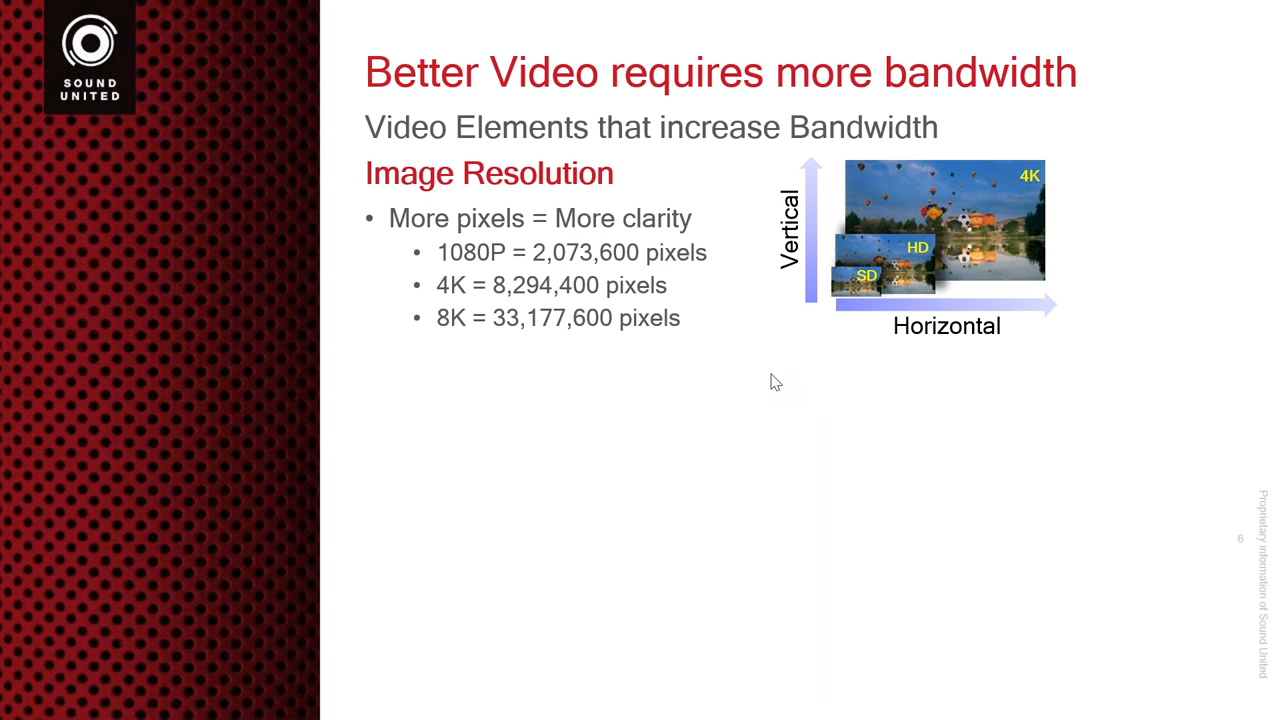 SOUND
UNITED
Better Video requires more bandwidth
Video Elements that increase Bandwidth
Image Resolution
• More pixels = More clarity
• 1080P = 2,073,600 pixels
• 4K = 8,294,400 pixels
• 8K = 33,177,600 pixels
Vertical
4K
HD
SD
Horizontal
6
Proprietary information of Sound United